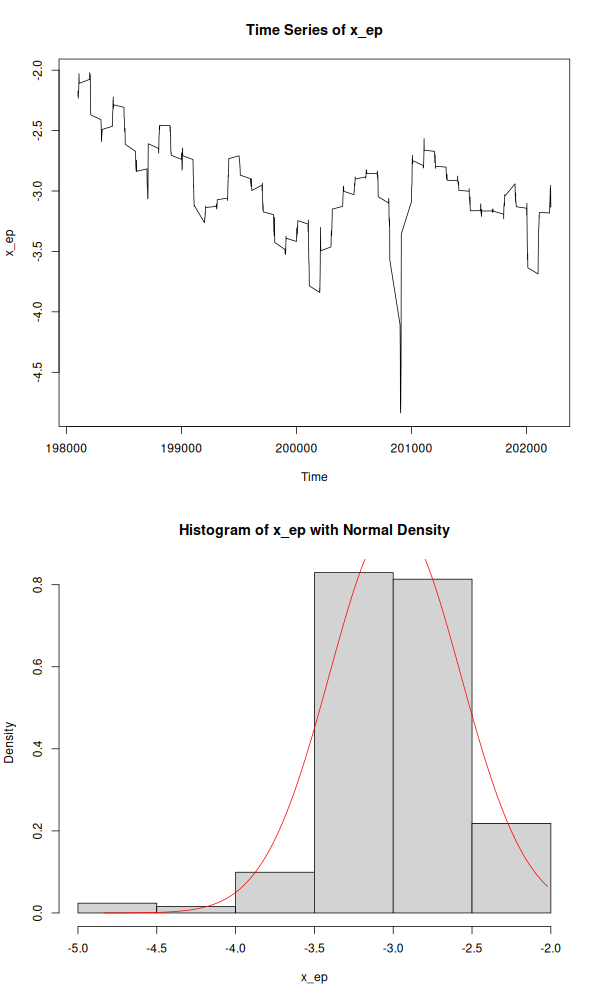 Time Series of x_ep
-2.0
-2.5
-3.0
-3.5
-4.0
-4.5
x_ep
198000 199000 200000 201000 202000
Time
Histogram of x_ep with Normal Density
0.8
0.6
0.4
0.2
0.0
Density
-5.0 -4.5 -4.0 -3.5 -3.0 -2.5 -2.0
x_ep